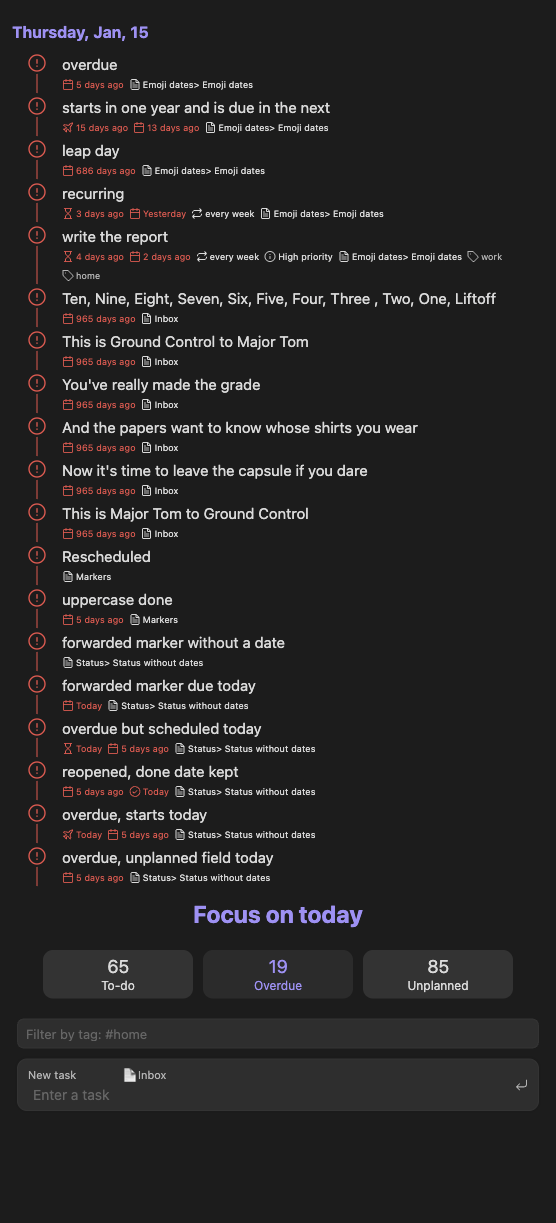 Thursday, Jan, 15
overdue
5 days ago Emoji dates> Emoji dates
starts in one year and is due in the next
15 days ago 13 days ago Emoji dates> Emoji dates
leap day
686 days ago Emoji dates> Emoji dates
recurring
3 days ago Yesterday every week Emoji dates> Emoji dates
write the report
4 days ago 2 days ago every week High priority Emoji dates> Emoji dates work
home
Ten, Nine, Eight, Seven, Six, Five, Four, Three , Two, One, Liftoff
965 days ago Inbox
This is Ground Control to Major Tom
965 days ago Inbox
You've really made the grade
965 days ago Inbox
And the papers want to know whose shirts you wear
965 days ago Inbox
Now it's time to leave the capsule if you dare
965 days ago Inbox
This is Major Tom to Ground Control
965 days ago Inbox
Rescheduled
Markers
uppercase done
5 days ago Markers
forwarded marker without a date
Status> Status without dates
forwarded marker due today
Today Status> Status without dates
overdue but scheduled today
Today 5 days ago Status> Status without dates
reopened, done date kept
5 days ago Today Status> Status without dates
overdue, starts today
Today 5 days ago Status> Status without dates
overdue, unplanned field today
5 days ago Status> Status without dates
Focus on today
65 19 85
To-do Overdue Unplanned
Filter by tag: #home
New task Inbox
Enter a task